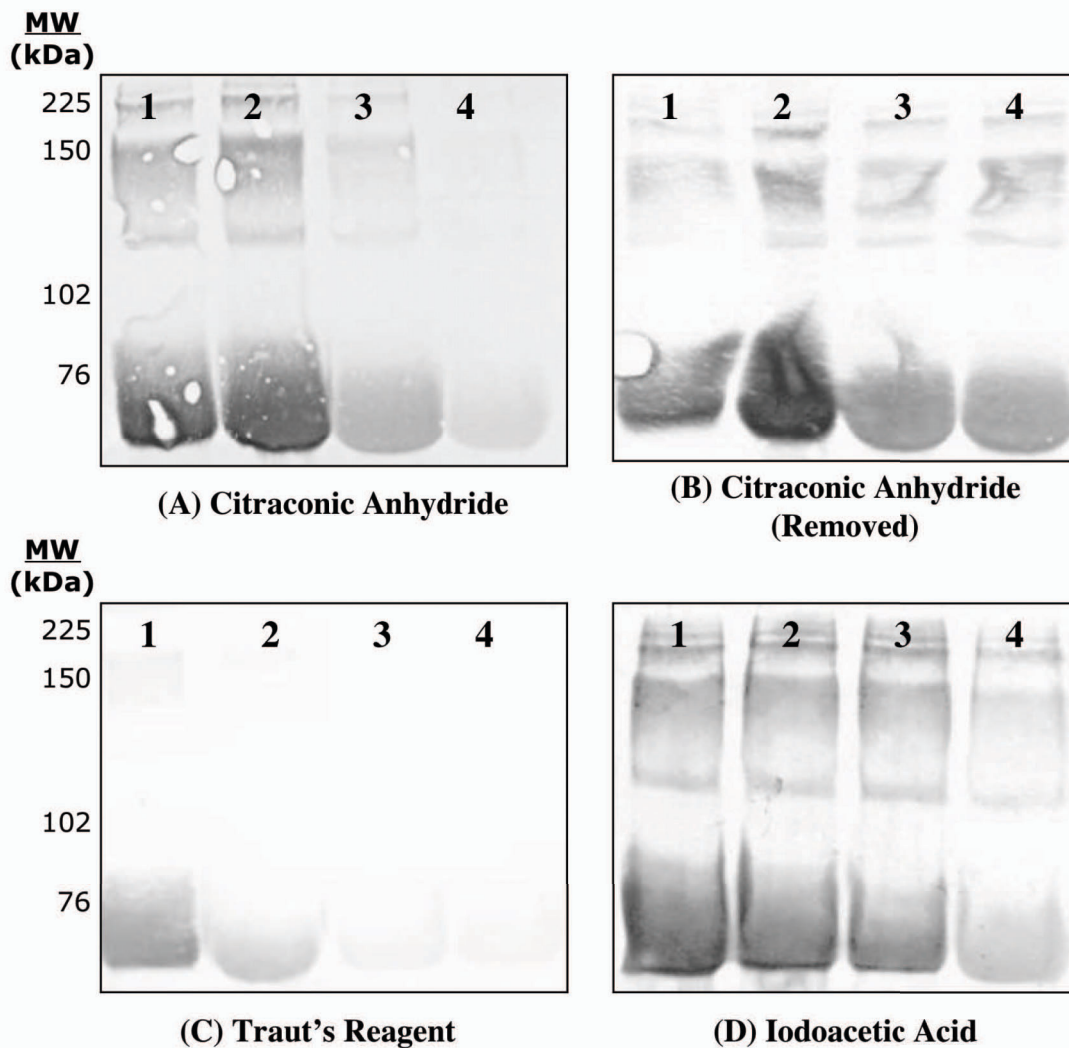 MW
(kDa)
225
150
102
76
1 2 3 4
1 2 3 4
(A) Citraconic Anhydride
(B) Citraconic Anhydride
(Removed)
MW
(kDa)
225
150
102
76
1 2 3 4
1 2 3 4
(C) Traut's Reagent
(D) Iodoacetic Acid